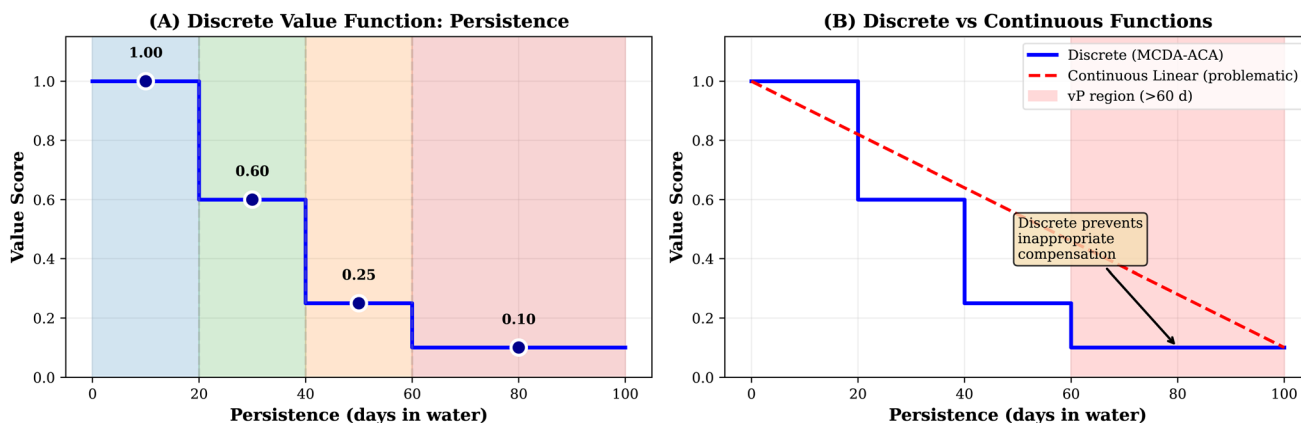 (A) Discrete Value Function: Persistence
1.00
0.60
0.25
0.10
Value Score
1.0
0.8
0.6
0.4
0.2
0.0
0
20
40
60
80
100
Persistence (days in water)
(B) Discrete vs Continuous Functions
Discrete (MCDA-ACA)
Continuous Linear (problematic)
vP region (>60 d)
Discrete prevents
inappropriate
compensation
Value Score
1.0
0.8
0.6
0.4
0.2
0.0
0
20
40
60
80
100
Persistence (days in water)